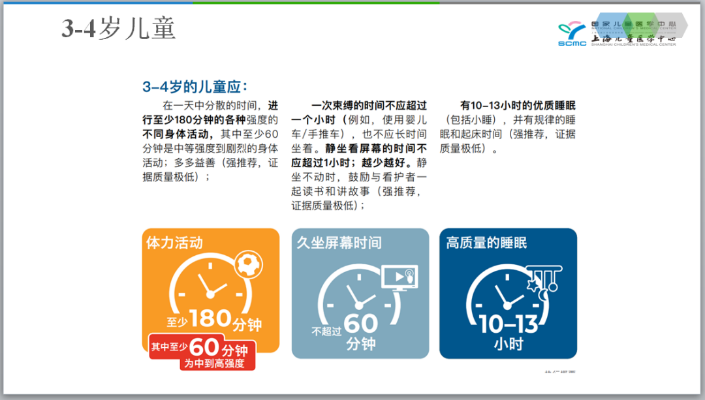 3-4岁儿童
国家儿童医学中心
上海儿童医学中心
SHANGHAI CHILDREN'S MEDICAL CENTER
SCMC
3-4岁的儿童应：
在一天中分散的时间，进
行至少180分钟的各种强度的
不同身体活动，其中至少60
分钟是中等强度到剧烈的身体
活动；多多益善（强推荐，证
据质量极低）；
一次束缚的时间不应超过
一个小时（例如，使用婴儿
车/手推车），也不应长时间
坐着。静坐看屏幕的时间不
应超过1小时；越少越好。静
坐不动时，鼓励与看护者一
起读书和讲故事（强推荐，
证据质量极低）；
有10-13小时的优质睡眠
（包括小睡），并有规律的睡
眠和起床时间（强推荐，证据
质量极低）。
体力活动
至少180分钟
其中至少60分钟
为中到高强度
久坐屏幕时间
不超过60
分钟
高质量的睡眠
10-13
小时